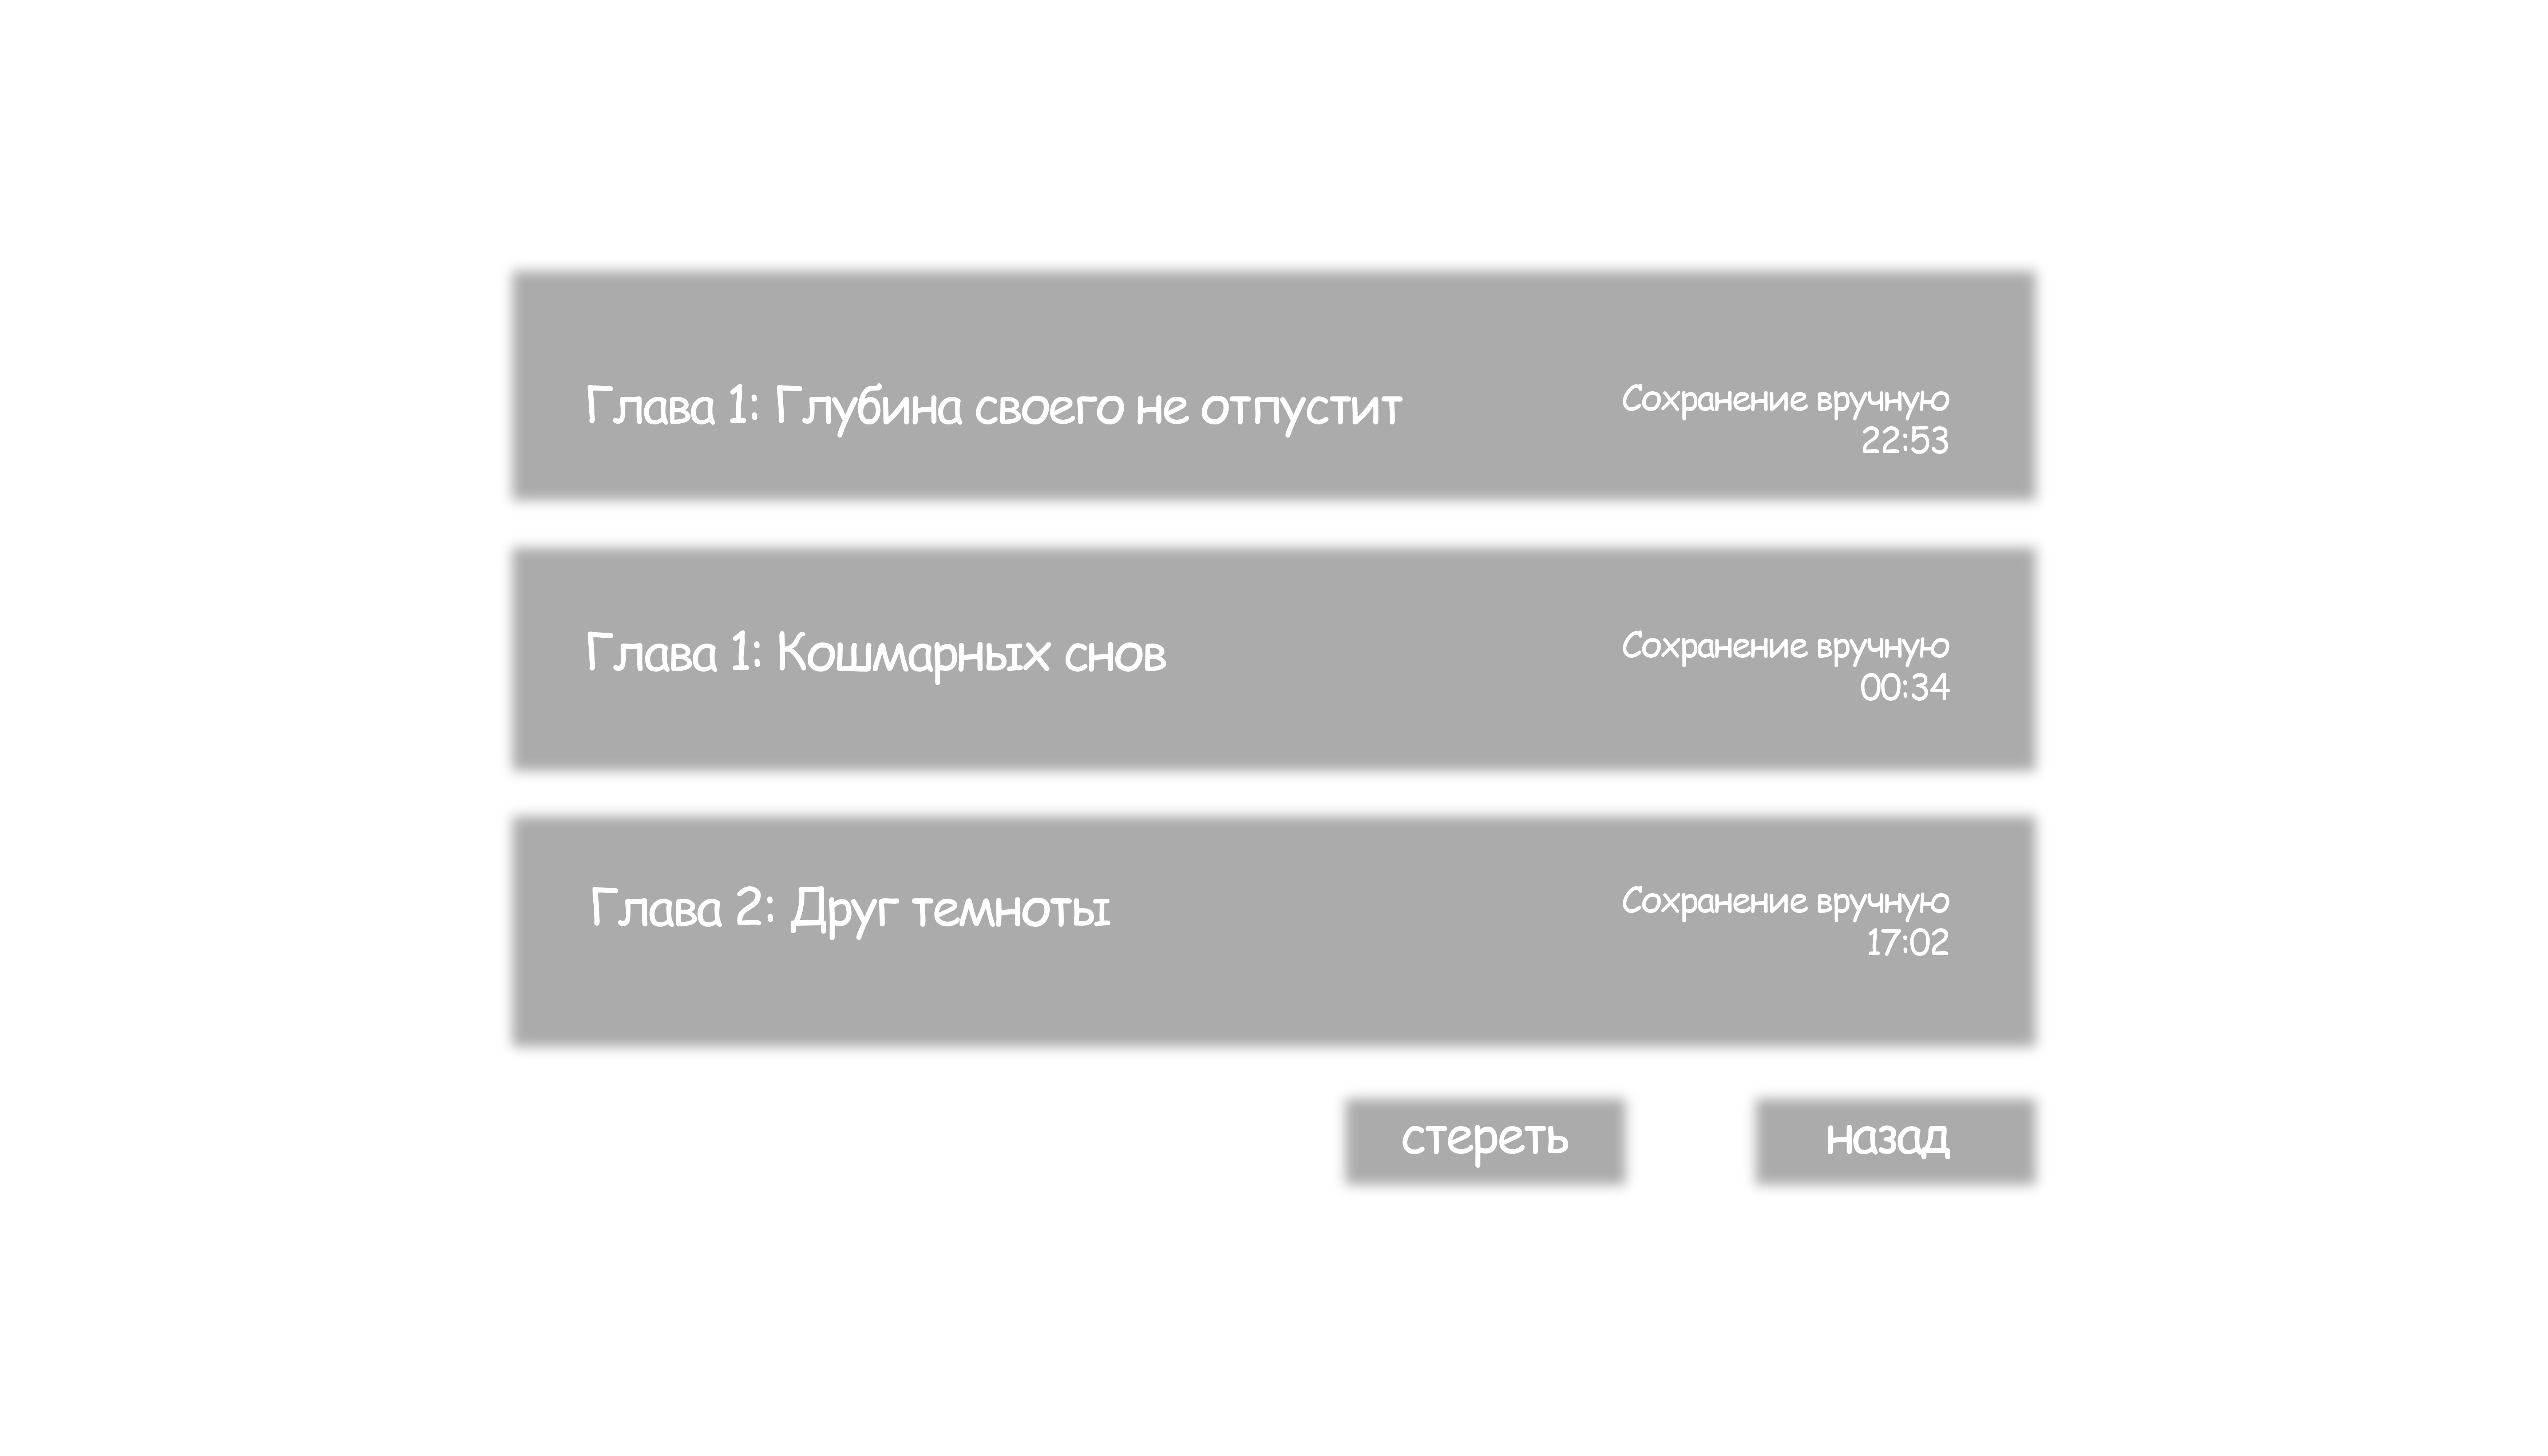 Глава 1: Глубина своего не отпустит
Сохранение вручную
22:53
Глава 1: Кошмарных снов
Сохранение вручную
00:34
Глава 2: Друг темноты
Сохранение вручную
17:02
стереть
назад